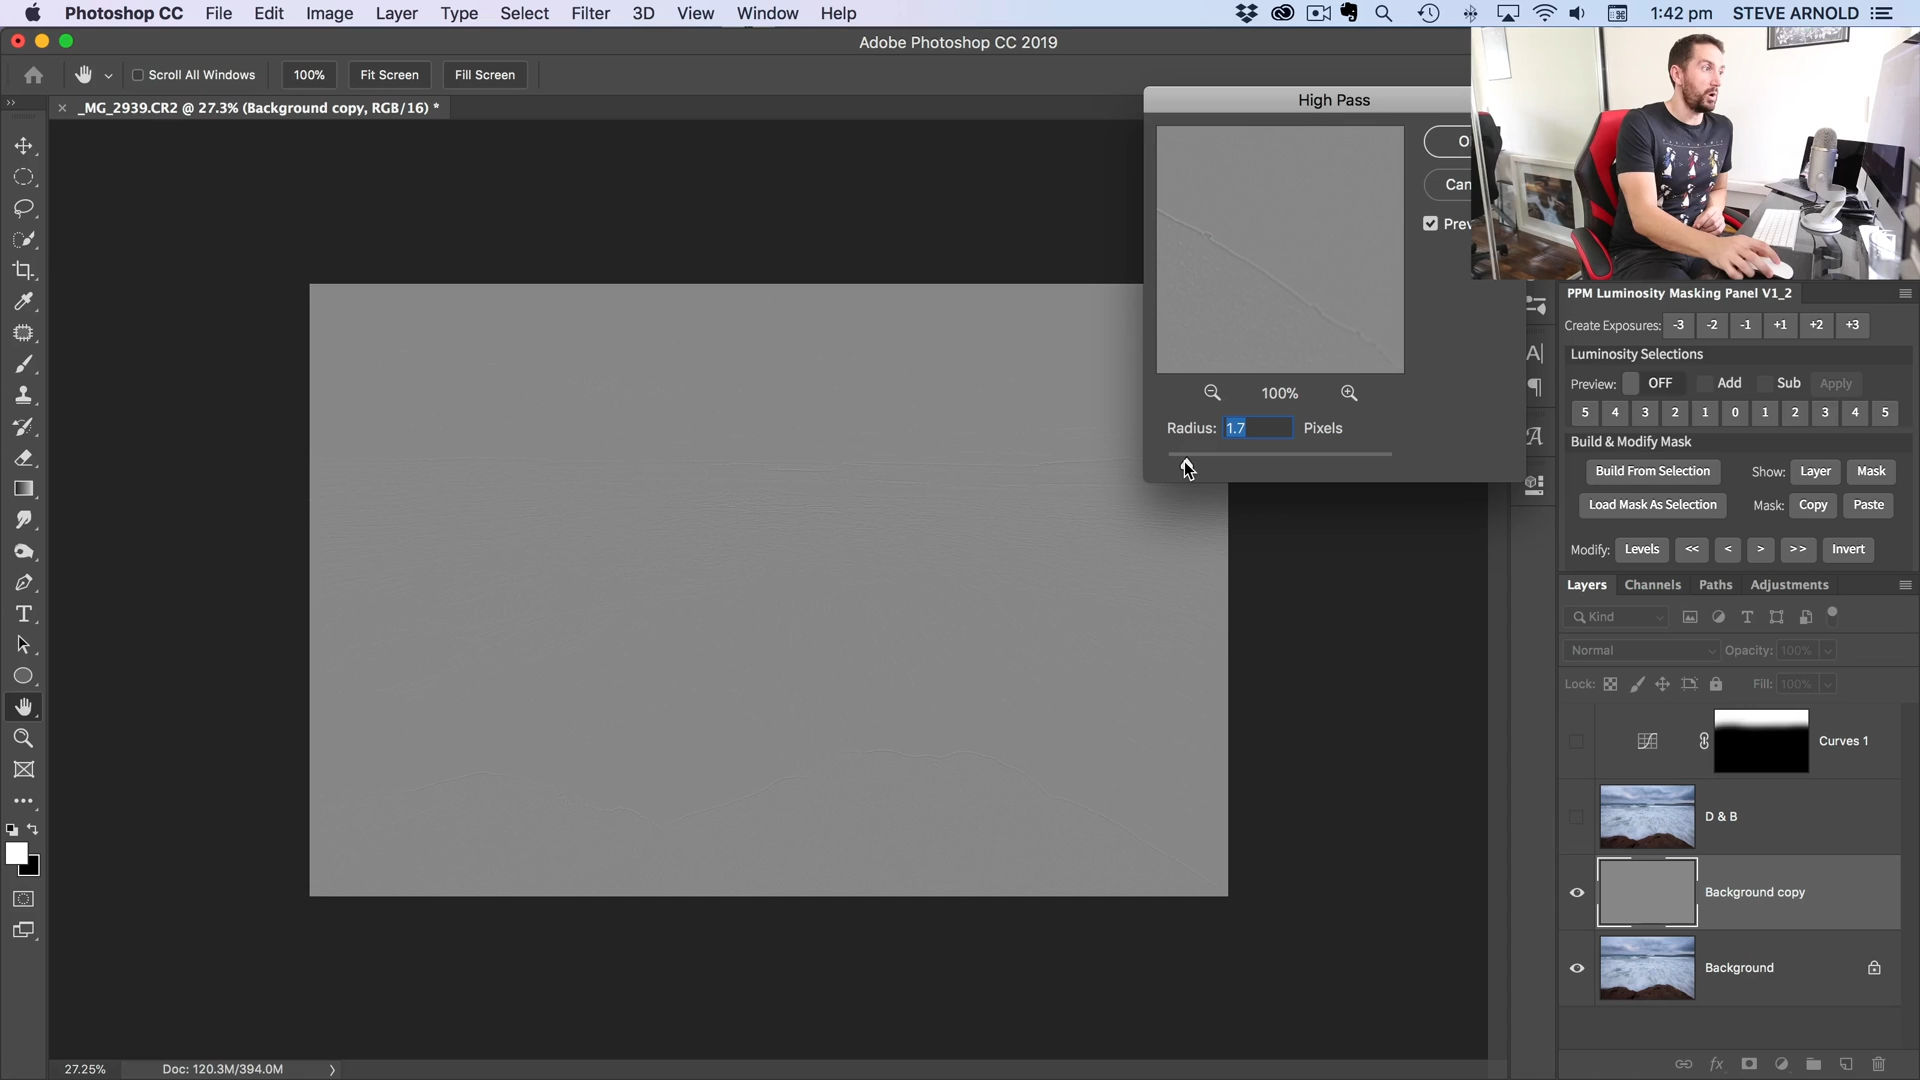 Photoshop CC File Edit Image Layer Type Select Filter 3D View Window Help 1:42 pm STEVE ARNOLD
Adobe Photoshop CC 2019
Scroll All Windows 100% Fit Screen Fill Screen
_MG_2939.CR2 @ 27.3% (Background copy, RGB/16) *
High Pass
O
Can
Prev
100%
Radius: 1.7 Pixels
PPM Luminosity Masking Panel V1_2
Create Exposures: -3 -2 -1 +1 +2 +3
Luminosity Selections
Preview: OFF Add Sub Apply
5 4 3 2 1 0 1 2 3 4 5
Build & Modify Mask
Build From Selection Show: Layer Mask
Load Mask As Selection Mask: Copy Paste
Modify: Levels << < > >> Invert
Layers Channels Paths Adjustments
Kind
Normal Opacity: 100%
Lock: Fill: 100%
Curves 1
D & B
Background copy
Background
27.25% Doc: 120.3M/394.0M